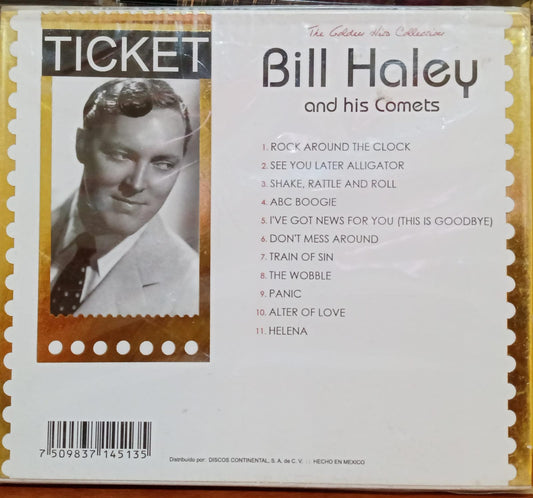 The Golden Hits Collection
TICKET
Bill Haley
and his Comets
1. ROCK AROUND THE CLOCK
2. SEE YOU LATER ALLIGATOR
3. SHAKE, RATTLE AND ROLL
4. ABC BOOGIE
5. I'VE GOT NEWS FOR YOU (THIS IS GOODBYE)
6. DON'T MESS AROUND
7. TRAIN OF SIN
8. THE WOBBLE
9. PANIC
10. ALTER OF LOVE
11. HELENA
7 509837 145135
Distribuido por: DISCOS CONTINENTAL, S. A. de C. V. : : HECHO EN MEXICO